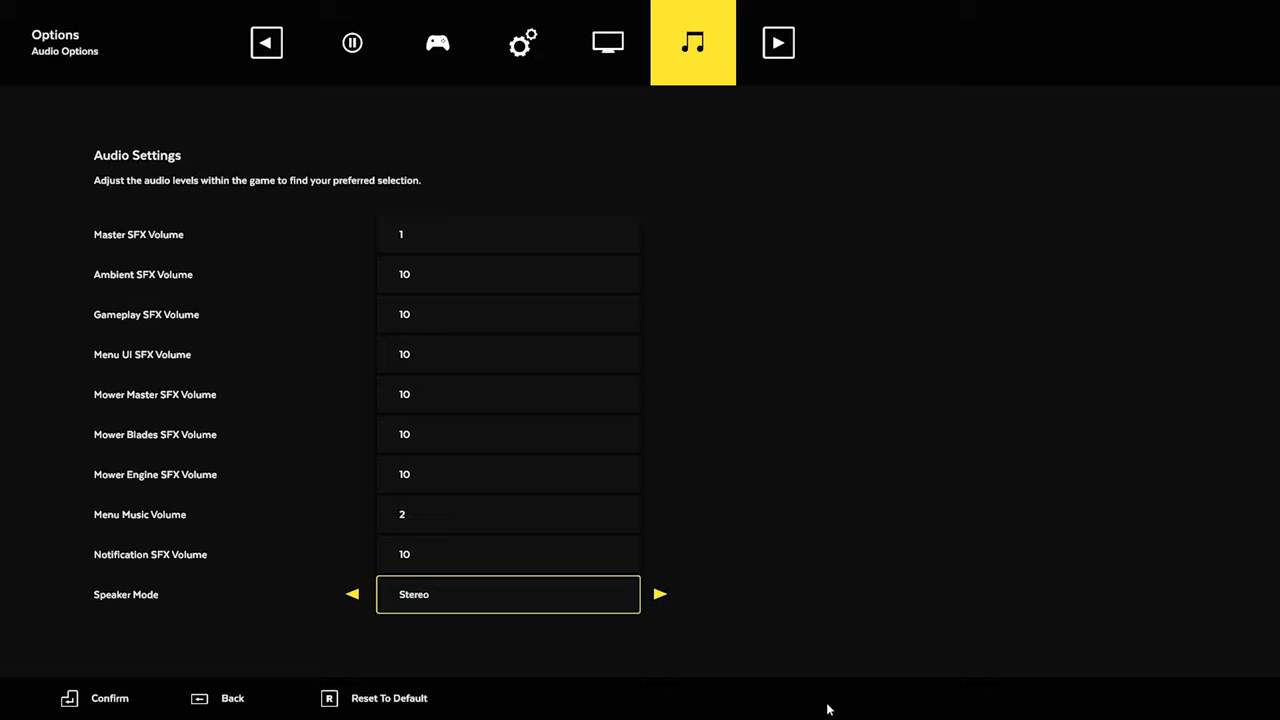 Options
Audio Options
Audio Settings
Adjust the audio levels within the game to find your preferred selection.
Master SFX Volume 1
Ambient SFX Volume 10
Gameplay SFX Volume 10
Menu UI SFX Volume 10
Mower Master SFX Volume 10
Mower Blades SFX Volume 10
Mower Engine SFX Volume 10
Menu Music Volume 2
Notification SFX Volume 10
Speaker Mode Stereo
Confirm Back R Reset To Default